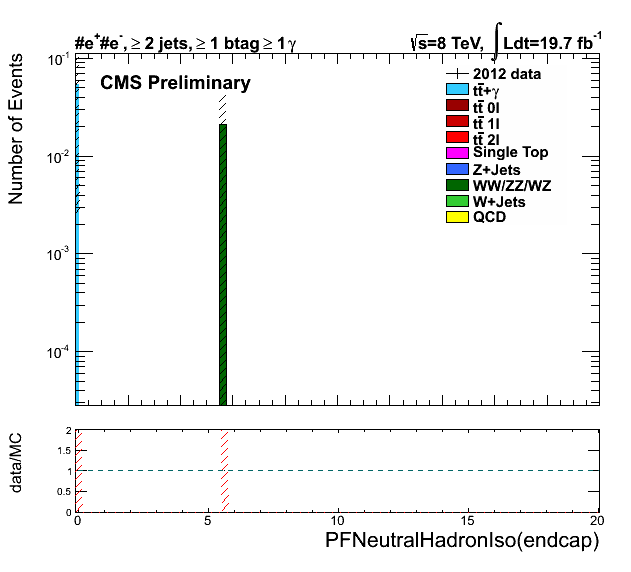 #e⁺#e⁻, ≥ 2 jets, ≥ 1 btag ≥ 1 γ √s=8 TeV, ∫Ldt=19.7 fb⁻¹
CMS Preliminary
2012 data
tt̄+γ
tt̄ 0l
tt̄ 1l
tt̄ 2l
Single Top
Z+Jets
WW/ZZ/WZ
W+Jets
QCD
Number of Events
10⁻¹
10⁻²
10⁻³
10⁻⁴
data/MC
2
1.5
1
0.5
0
0 5 10 15 20
PFNeutralHadronIso(endcap)